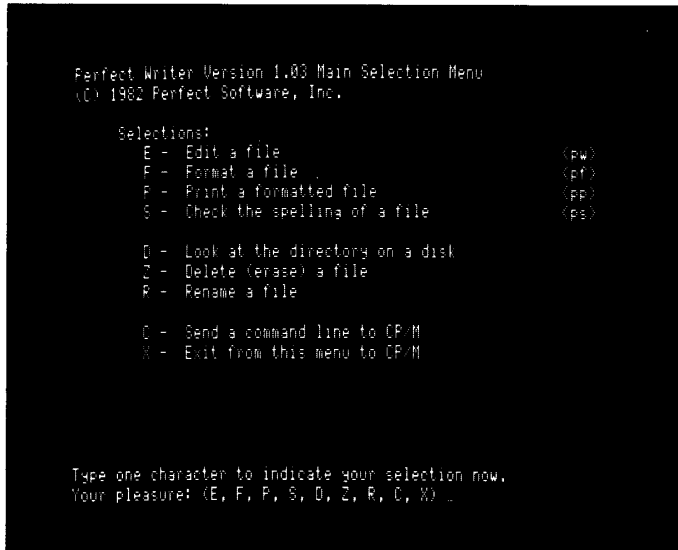 Perfect Writer Version 1.03 Main Selection Menu
(C) 1982 Perfect Software, Inc.
Selections:
E - Edit a file <pw>
F - Format a file <pf>
P - Print a formatted file <pp>
S - Check the spelling of a file <ps>
D - Look at the directory on a disk
Z - Delete (erase) a file
R - Rename a file
C - Send a command line to CP/M
X - Exit from this menu to CP/M
Type one character to indicate your selection now.
Your pleasure: (E, F, P, S, D, Z, R, C, X) _